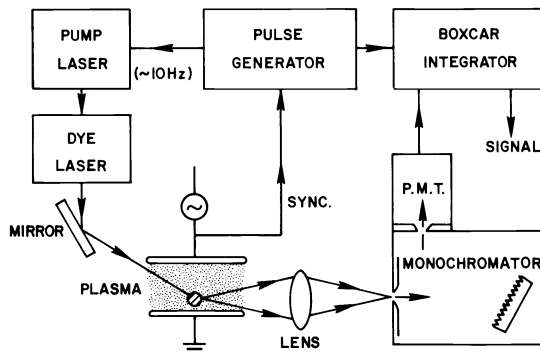 PUMP
LASER
(~10Hz)
PULSE
GENERATOR
BOXCAR
INTEGRATOR
DYE
LASER
SIGNAL
P.M.T.
MIRROR
~
SYNC.
PLASMA
MONOCHROMATOR
LENS